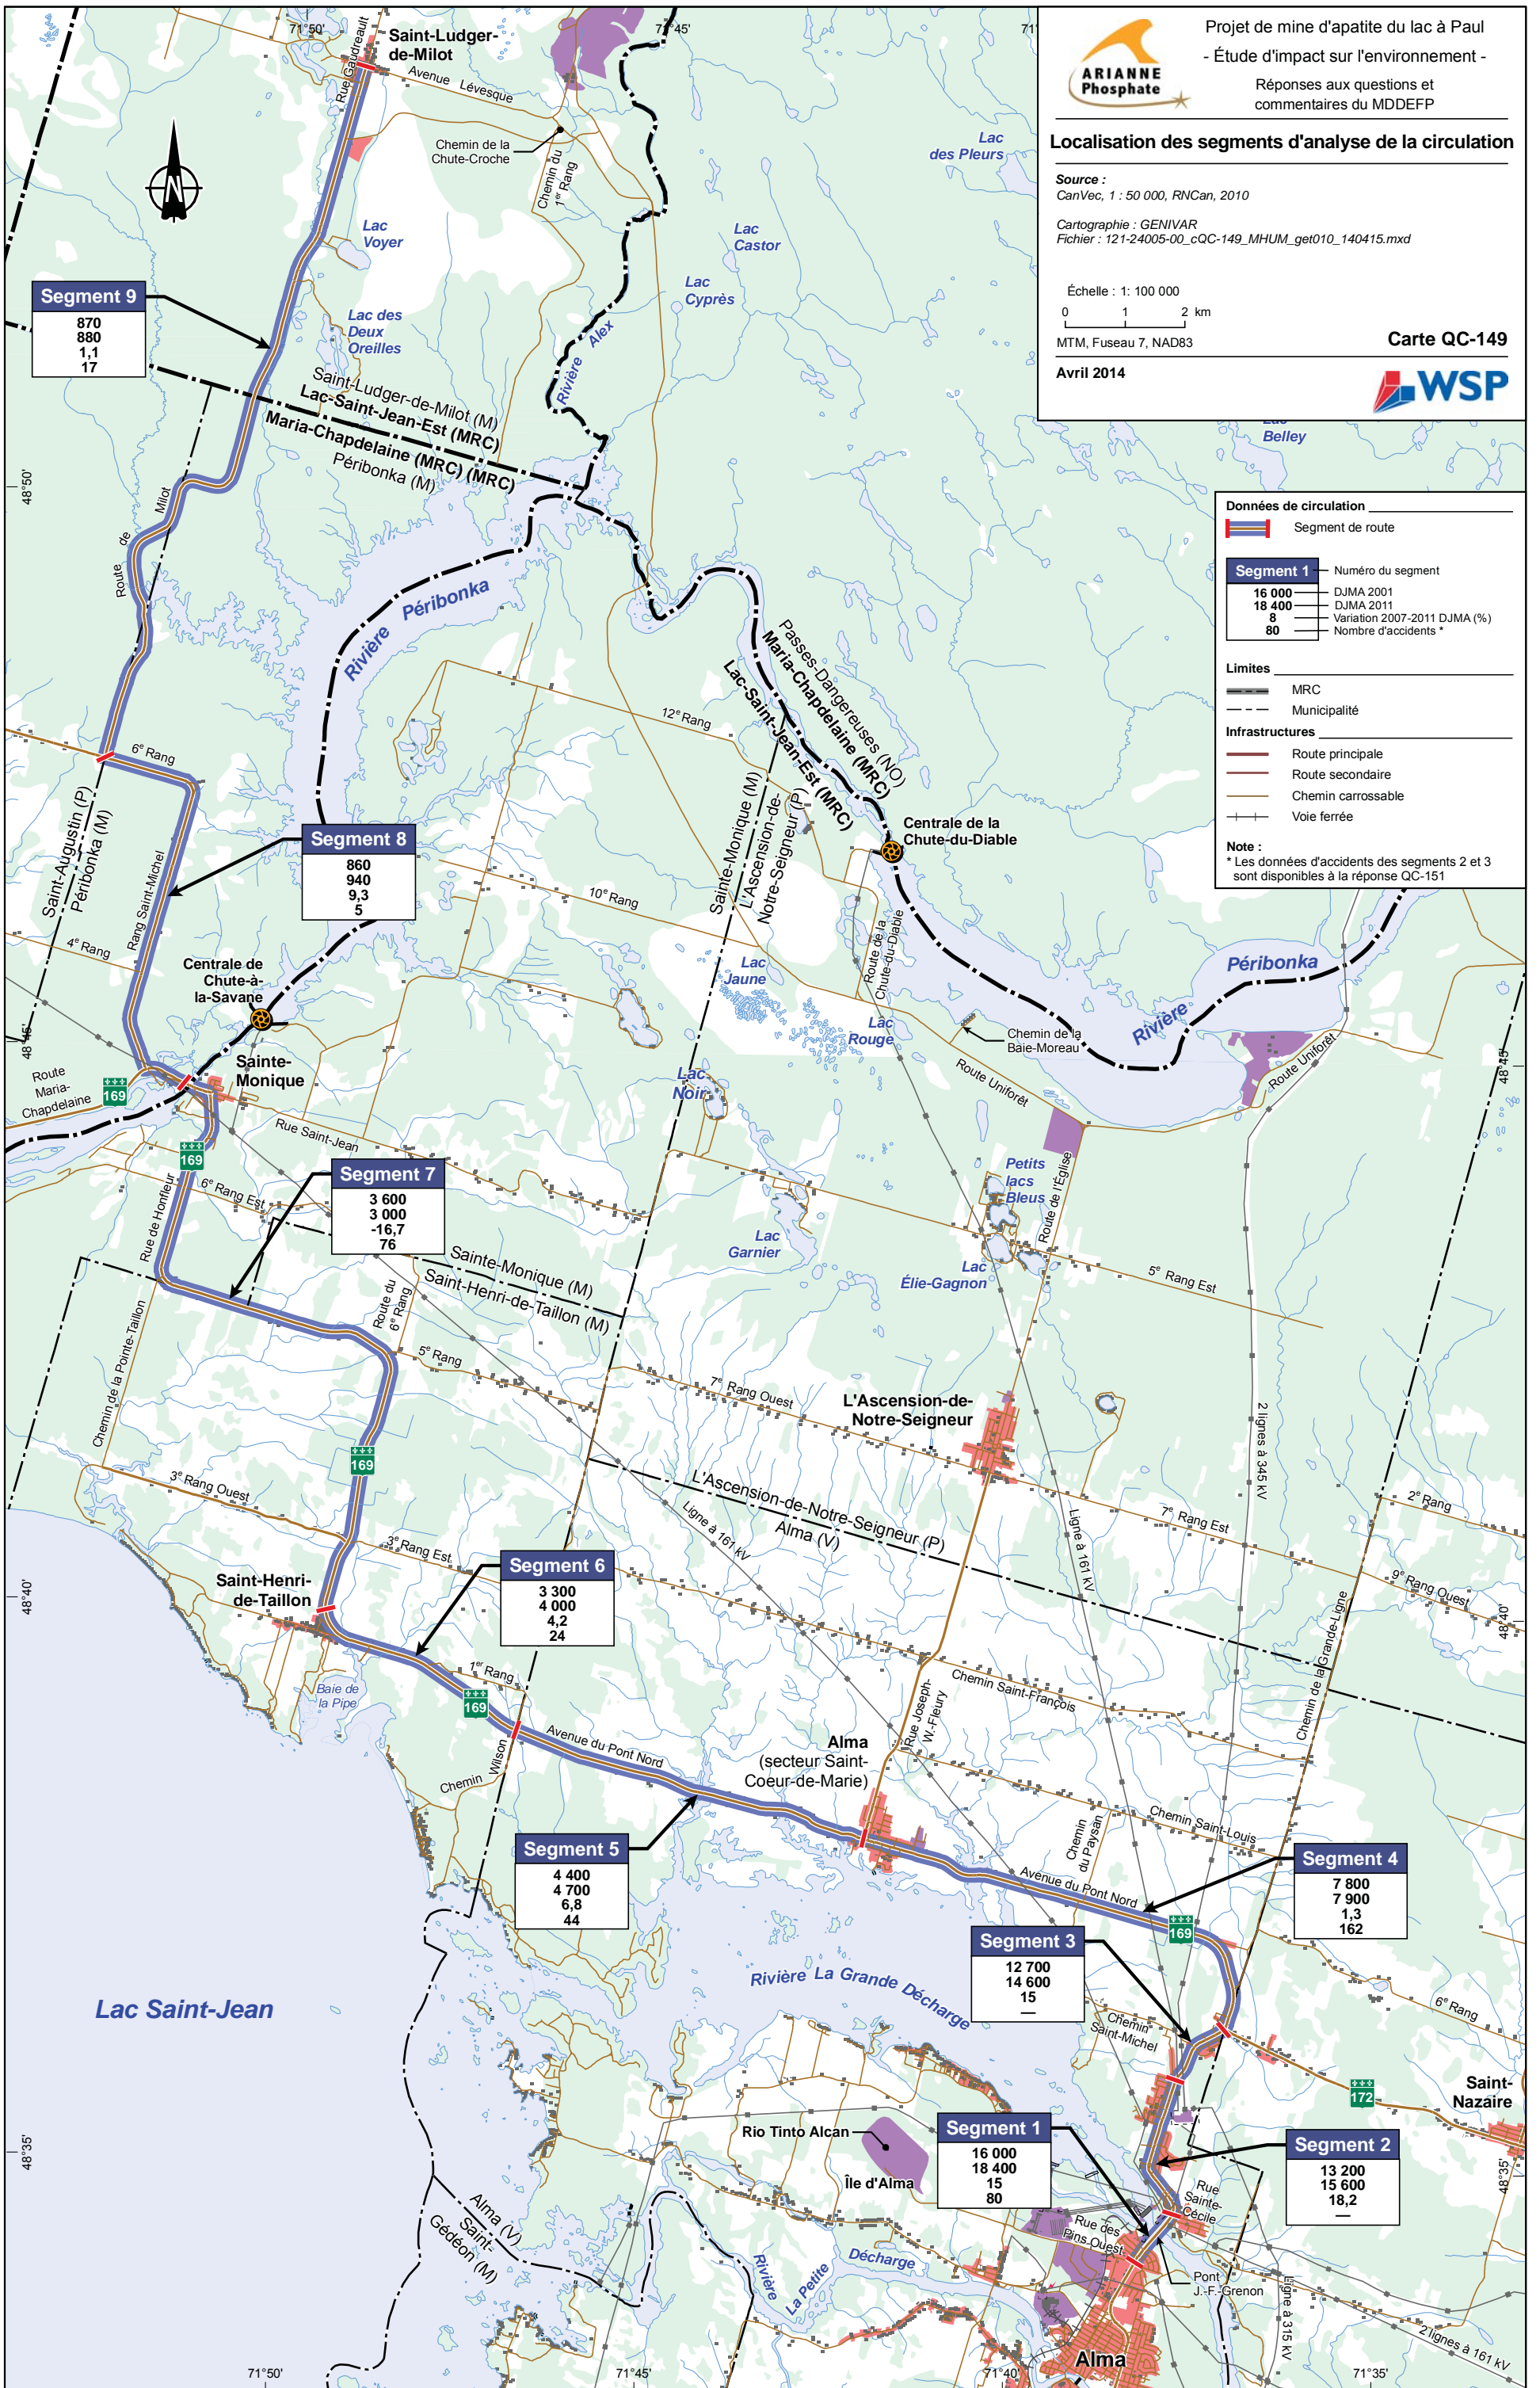 ARIANNE
Phosphate
Projet de mine d'apatite du lac à Paul
- Étude d'impact sur l'environnement -
Réponses aux questions et
commentaires du MDDEFP
Localisation des segments d'analyse de la circulation
Source :
CanVec, 1 : 50 000, RNCan, 2010
Cartographie : GENIVAR
Fichier : 121-24005-00_cQC-149_MHUM_get010_140415.mxd
Échelle : 1: 100 000
0 1 2 km
MTM, Fuseau 7, NAD83
Carte QC-149
Avril 2014
WSP
Données de circulation
Segment de route
Segment 1
Numéro du segment
16 000
DJMA 2001
18 400
DJMA 2011
8
Variation 2007-2011 DJMA (%)
80
Nombre d'accidents *
Limites
MRC
Municipalité
Infrastructures
Route principale
Route secondaire
Chemin carrossable
Voie ferrée
Note :
* Les données d'accidents des segments 2 et 3
sont disponibles à la réponse QC-151
71°50'
71°45'
Saint-Ludger-
de-Milot
Rue Gaudreault
Avenue Lévesque
Chemin de la
Chute-Croche
Chemin du
1er Rang
Lac
des Pleurs
Lac
Voyer
Lac
Castor
Lac
Cyprès
Lac des
Deux
Oreilles
Rivière Alex
Belley
Segment 9
870
880
1,1
17
Saint-Ludger-de-Milot (M)
Lac-Saint-Jean-Est (MRC)
Maria-Chapdelaine (MRC) (MRC)
Péribonka (M)
48°50'
Route de Milot
Rivière Péribonka
Passes-Dangereuses (NO)
Maria-Chapdelaine (MRC)
Lac-Saint-Jean-Est (MRC)
12e Rang
6e Rang
Saint-Augustin (P)
Péribonka (M)
Segment 8
860
940
9,3
5
Rang Saint-Michel
4e Rang
10e Rang
Sainte-Monique (M)
L'Ascension-de-
Notre-Seigneur (P)
Centrale de la
Chute-du-Diable
Route de la
Chute-du-Diable
Centrale de
Chute-à-
la-Savane
Lac
Jaune
Lac
Rouge
Chemin de la
Baie-Moreau
Rivière Péribonka
Route Uniforêt
Route Uniforêt
48°45'
48°45'
Route
Maria-
Chapdelaine
169
Sainte-
Monique
Lac
Noir
Rue Saint-Jean
169
6e Rang Est
Rue de Honfleur
Segment 7
3 600
3 000
-16,7
76
Petits
lacs
Bleus
Route de l'Église
Lac
Garnier
Lac
Élie-Gagnon
5e Rang Est
Sainte-Monique (M)
Saint-Henri-de-Taillon (M)
Route du
6e Rang
Chemin de la Pointe-Taillon
5e Rang
7e Rang Ouest
L'Ascension-de-
Notre-Seigneur
2 lignes à 345 kV
169
3e Rang Ouest
L'Ascension-de-Notre-Seigneur (P)
Alma (V)
Ligne à 161 kV
Ligne à 161 kV
7e Rang Est
2e Rang
9e Rang Ouest
3e Rang Est
Saint-Henri-
de-Taillon
48°40'
48°40'
Segment 6
3 300
4 000
4,2
24
Chemin de la Grande-Ligne
Chemin Saint-François
Rue Joseph-
W.-Fleury
1er Rang
169
Baie de
la Pipe
Chemin Wilson
Avenue du Pont Nord
Alma
(secteur Saint-
Coeur-de-Marie)
Chemin Saint-Louis
Chemin
du Paysan
Segment 5
4 400
4 700
6,8
44
Avenue du Pont Nord
Segment 4
7 800
7 900
1,3
162
169
Segment 3
12 700
14 600
15
—
Lac Saint-Jean
Rivière La Grande Décharge
Chemin
Saint-Michel
6e Rang
172
Saint-
Nazaire
Rio Tinto Alcan
Île d'Alma
Segment 1
16 000
18 400
15
80
Segment 2
13 200
15 600
18,2
—
48°35'
48°35'
Rue
Sainte-
Cécile
Rue des
Pins Ouest
Pont
J.-F.-Grenon
Alma (V)
Saint-
Gédéon (M)
Rivière La Petite Décharge
Ligne à 315 kV
2 lignes à 161 kV
Alma
71°50'
71°45'
71°40'
71°35'